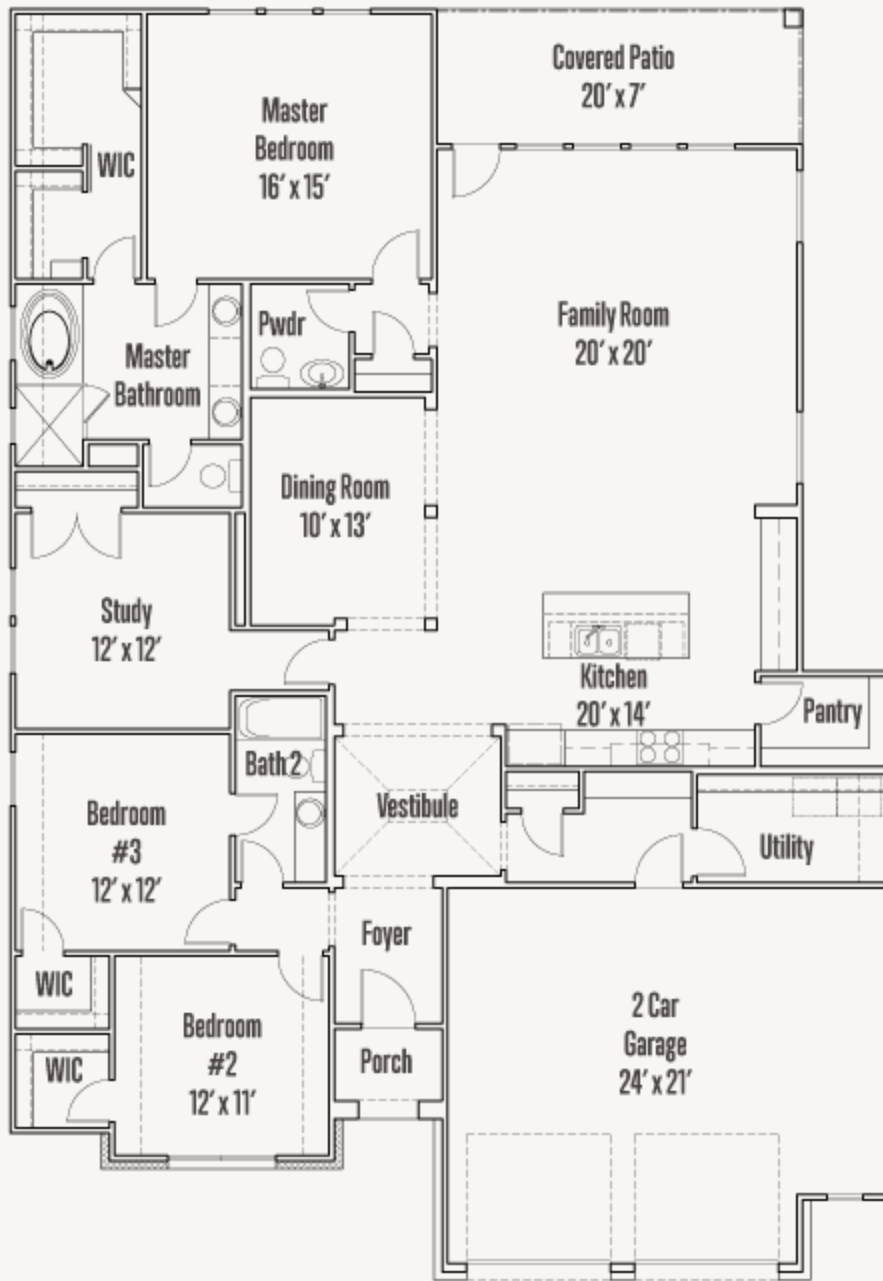 Covered Patio
20' x 7'
Master
Bedroom
16' x 15'
WIC
Family Room
20' x 20'
Pwdr
Master
Bathroom
Dining Room
10' x 13'
Study
12' x 12'
Kitchen
20' x 14'
Pantry
Bath 2
Vestibule
Bedroom
#3
12' x 12'
Utility
Foyer
WIC
2 Car
Garage
24' x 21'
Bedroom
#2
12' x 11'
WIC
Porch